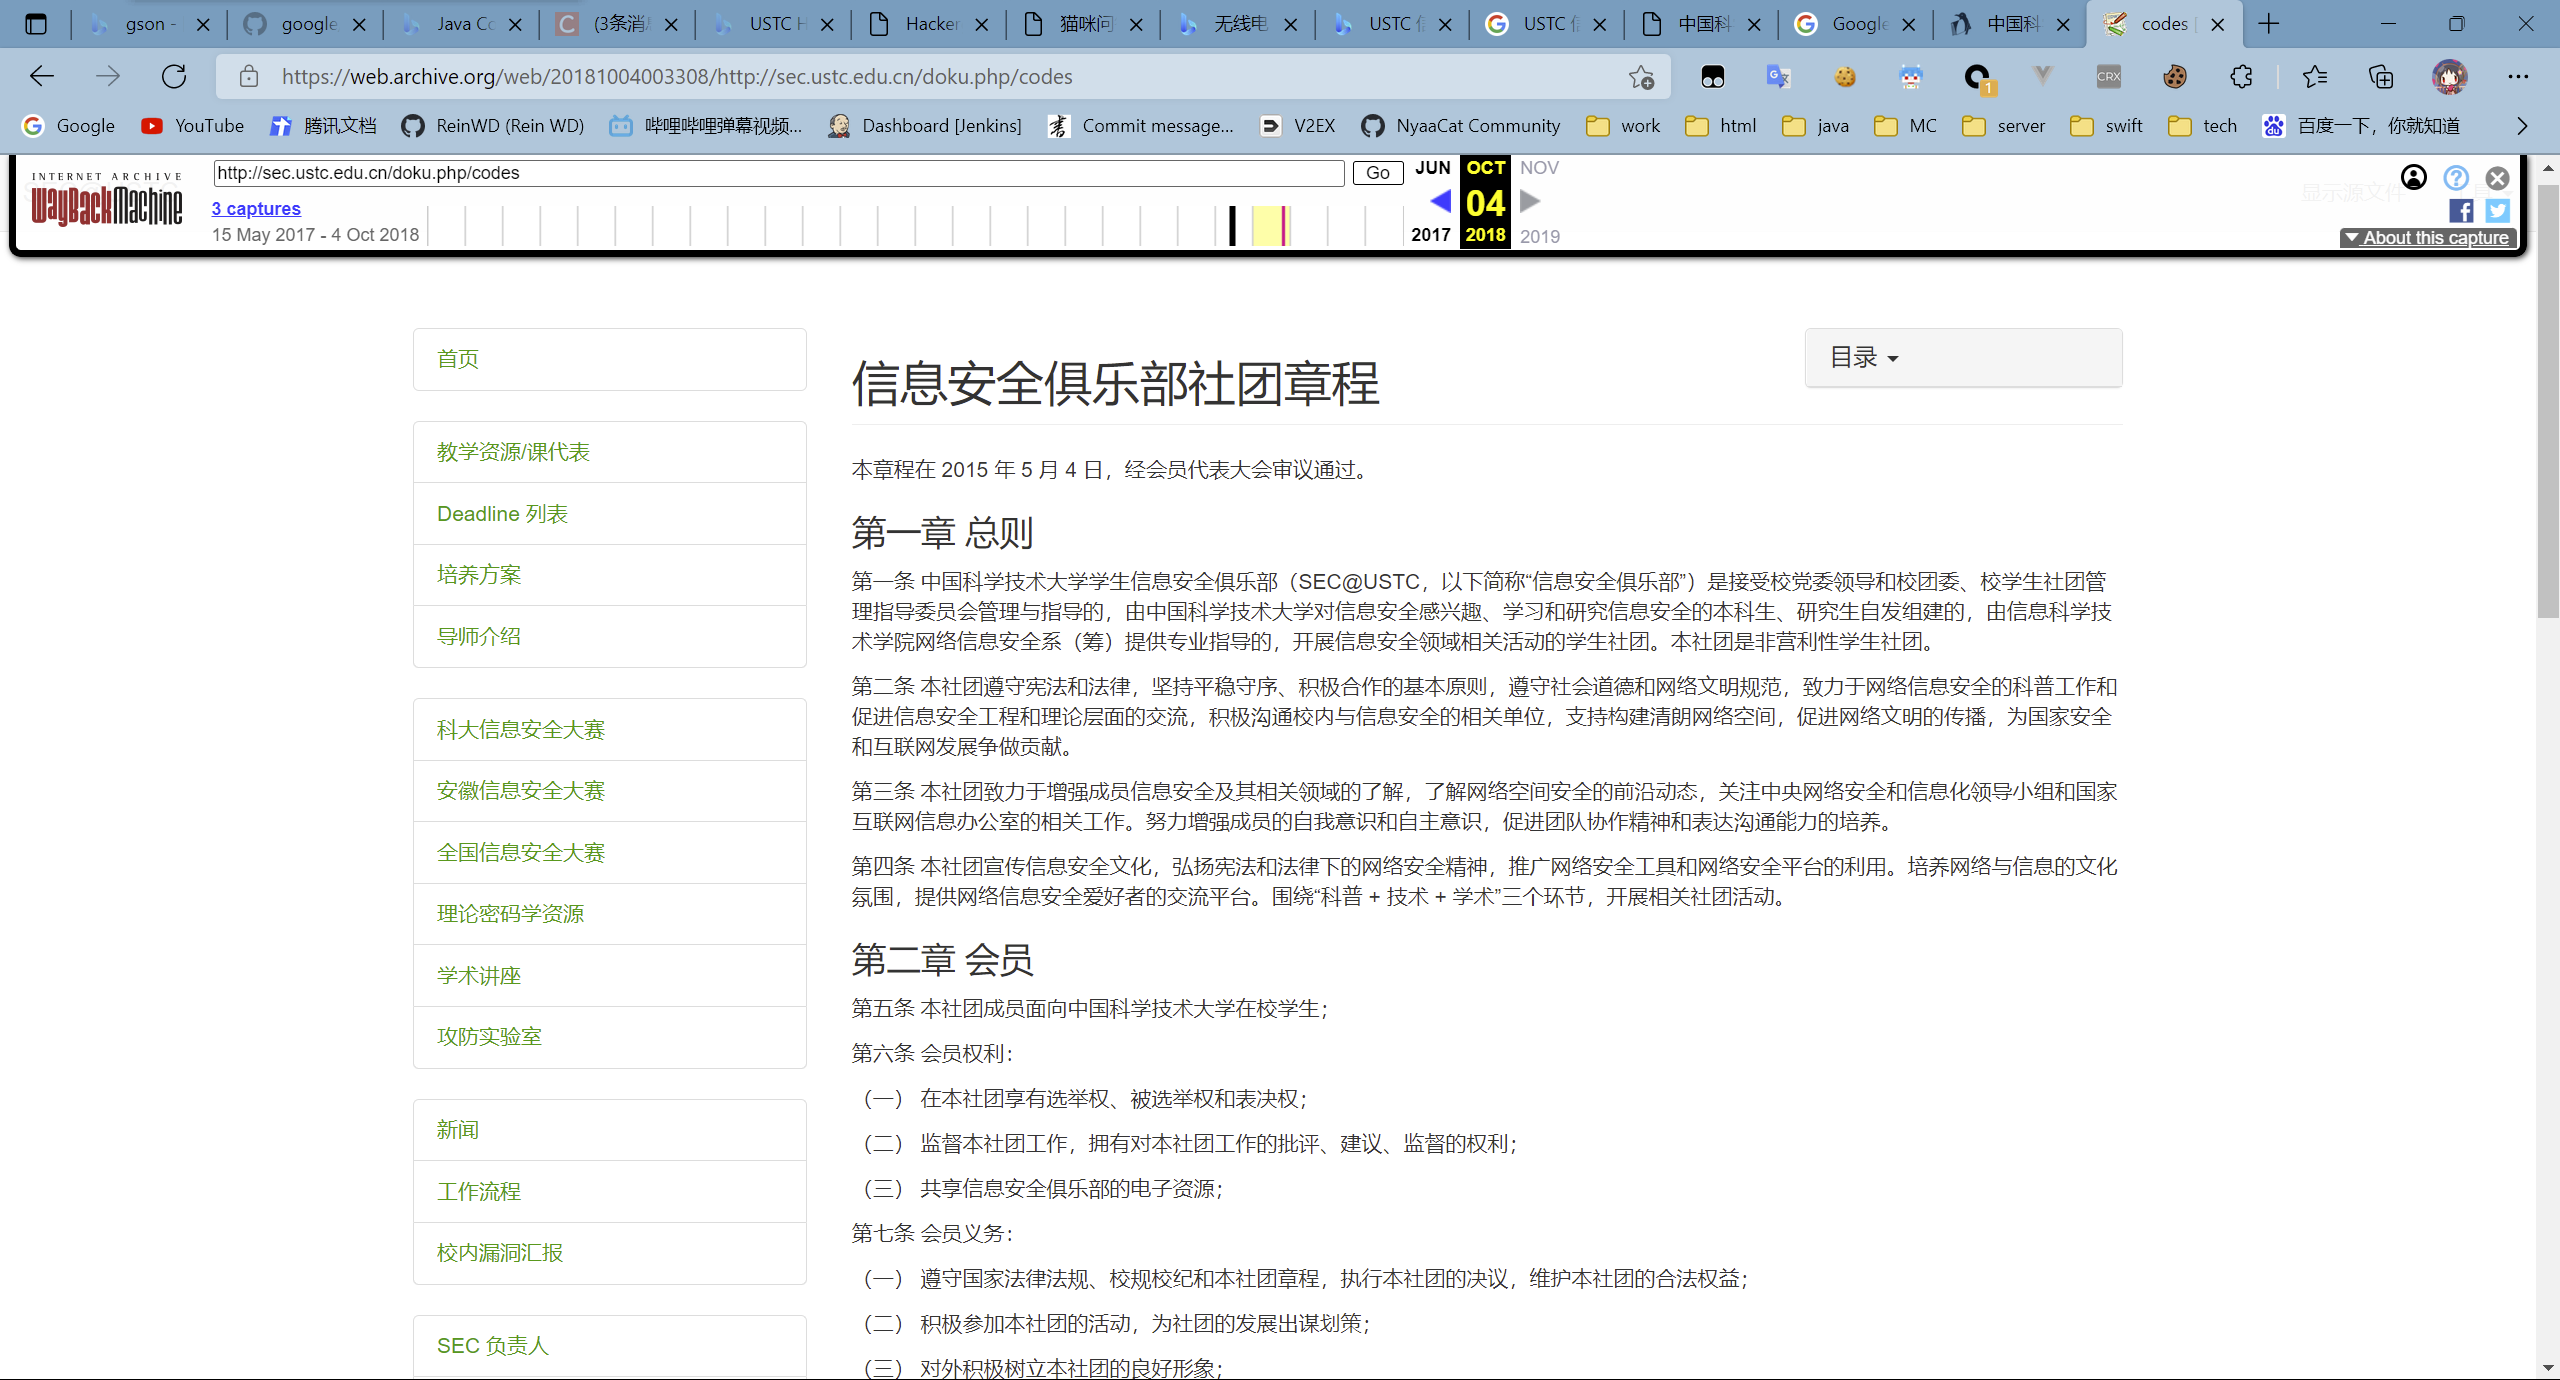 gson -
google
Java Co
(3条消息
USTC H
Hacker
猫咪问
无线电
USTC 信
USTC 信
中国科
Google
中国科
codes [
https://web.archive.org/web/20181004003308/http://sec.ustc.edu.cn/doku.php/codes
1
CRX
Google
YouTube
腾讯文档
ReinWD (Rein WD)
哔哩哔哩弹幕视频...
Dashboard [Jenkins]
Commit message...
V2EX
NyaaCat Community
work
html
java
MC
server
swift
tech
百度一下，你就知道
INTERNET ARCHIVE
WayBackMachine
http://sec.ustc.edu.cn/doku.php/codes
Go
3 captures
15 May 2017 - 4 Oct 2018
JUN
OCT
NOV
04
2017
2018
2019
显示源文件
About this capture
首页
教学资源/课代表
Deadline 列表
培养方案
导师介绍
科大信息安全大赛
安徽信息安全大赛
全国信息安全大赛
理论密码学资源
学术讲座
攻防实验室
新闻
工作流程
校内漏洞汇报
SEC 负责人
目录
信息安全俱乐部社团章程
本章程在 2015 年 5 月 4 日，经会员代表大会审议通过。
第一章 总则
第一条 中国科学技术大学学生信息安全俱乐部（SEC@USTC，以下简称“信息安全俱乐部”）是接受校党委领导和校团委、校学生社团管
理指导委员会管理与指导的，由中国科学技术大学对信息安全感兴趣、学习和研究信息安全的本科生、研究生自发组建的，由信息科学技
术学院网络信息安全系（筹）提供专业指导的，开展信息安全领域相关活动的学生社团。本社团是非营利性学生社团。
第二条 本社团遵守宪法和法律，坚持平稳守序、积极合作的基本原则，遵守社会道德和网络文明规范，致力于网络信息安全的科普工作和
促进信息安全工程和理论层面的交流，积极沟通校内与信息安全的相关单位，支持构建清朗网络空间，促进网络文明的传播，为国家安全
和互联网发展争做贡献。
第三条 本社团致力于增强成员信息安全及其相关领域的了解，了解网络空间安全的前沿动态，关注中央网络安全和信息化领导小组和国家
互联网信息办公室的相关工作。努力增强成员的自我意识和自主意识，促进团队协作精神和表达沟通能力的培养。
第四条 本社团宣传信息安全文化，弘扬宪法和法律下的网络安全精神，推广网络安全工具和网络安全平台的利用。培养网络与信息的文化
氛围，提供网络信息安全爱好者的交流平台。围绕“科普 + 技术 + 学术”三个环节，开展相关社团活动。
第二章 会员
第五条 本社团成员面向中国科学技术大学在校学生；
第六条 会员权利：
（一） 在本社团享有选举权、被选举权和表决权；
（二） 监督本社团工作，拥有对本社团工作的批评、建议、监督的权利；
（三） 共享信息安全俱乐部的电子资源；
第七条 会员义务：
（一） 遵守国家法律法规、校规校纪和本社团章程，执行本社团的决议，维护本社团的合法权益；
（二） 积极参加本社团的活动，为社团的发展出谋划策；
（三） 对外积极树立本社团的良好形象；